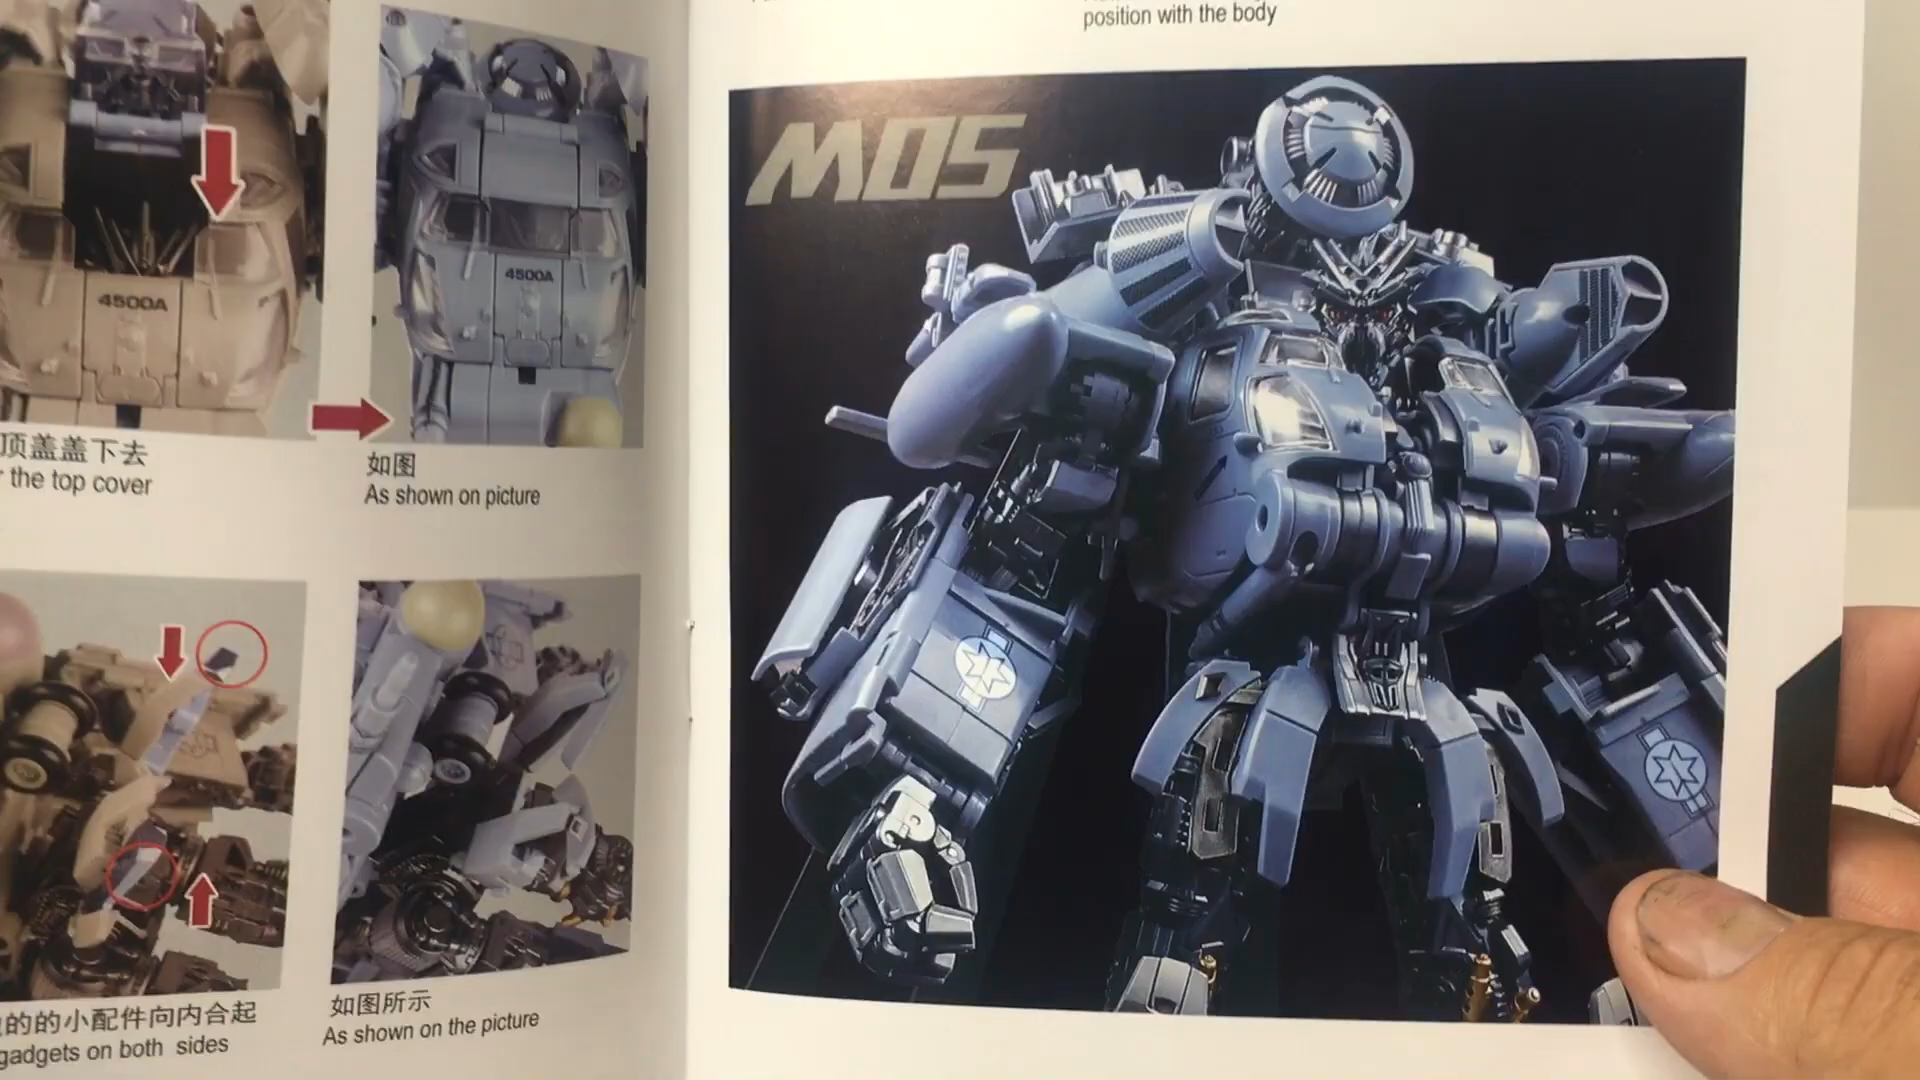 position with the body
4500A
4500A
顶盖盖下去
the top cover
如图
As shown on picture
M05
的的小配件向内合起
gadgets on both sides
如图所示
As shown on the picture